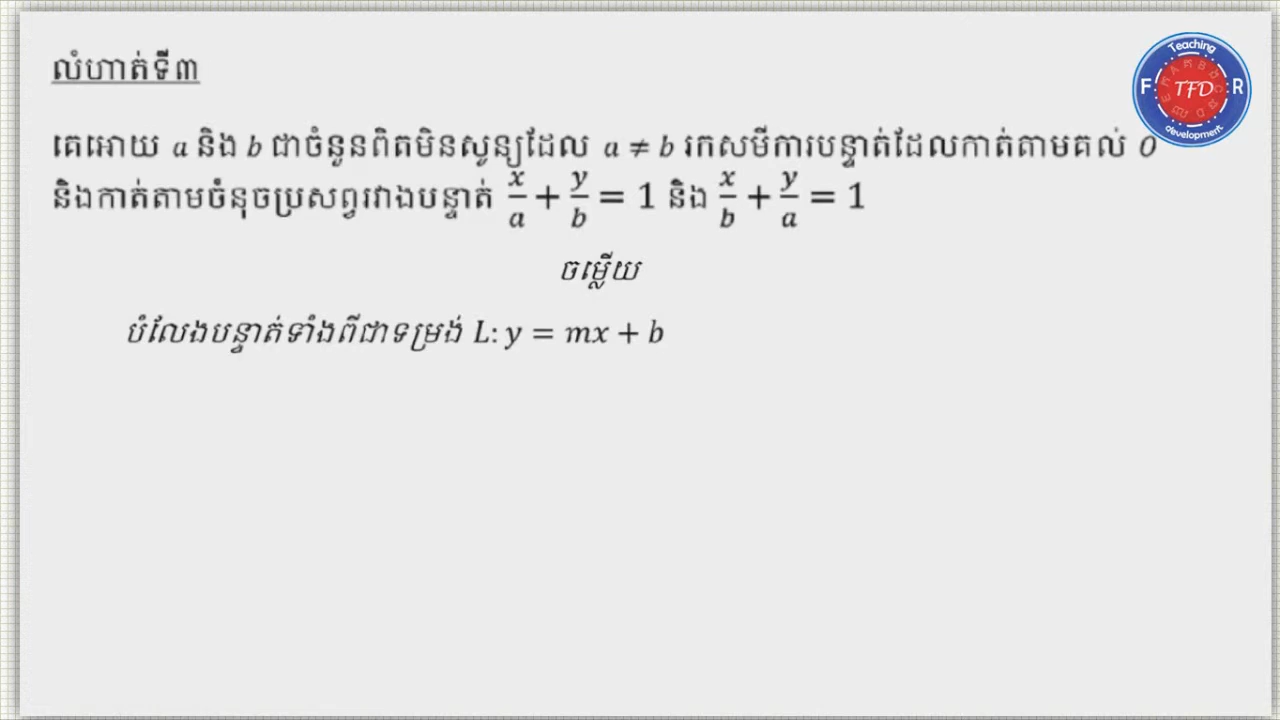 លំហាត់ទី៣
គេអោយ a និង b ជាចំនួនពិតមិនសូន្យដែល a ≠ b រកសមីការបន្ទាត់ដែលកាត់តាមគល់ 0
និងកាត់តាមចំនុចប្រសព្វរវាងបន្ទាត់ x/a + y/b = 1 និង x/b + y/a = 1
ចម្លើយ
បំលែងបន្ទាត់ទាំងពីជាទម្រង់ L: y = mx + b
Teaching
F TFD R
development